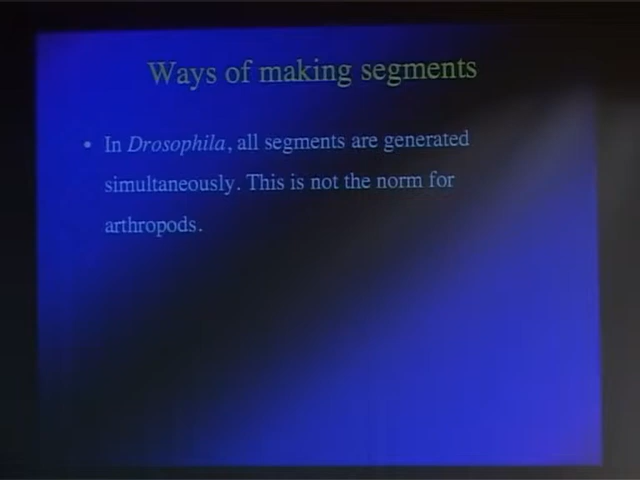 Ways of making segments
• In Drosophila, all segments are generated
simultaneously. This is not the norm for
arthropods.